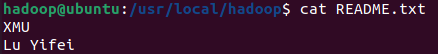 hadoop@ubuntu:/usr/local/hadoop$ cat README.txt
XMU
Lu Yifei